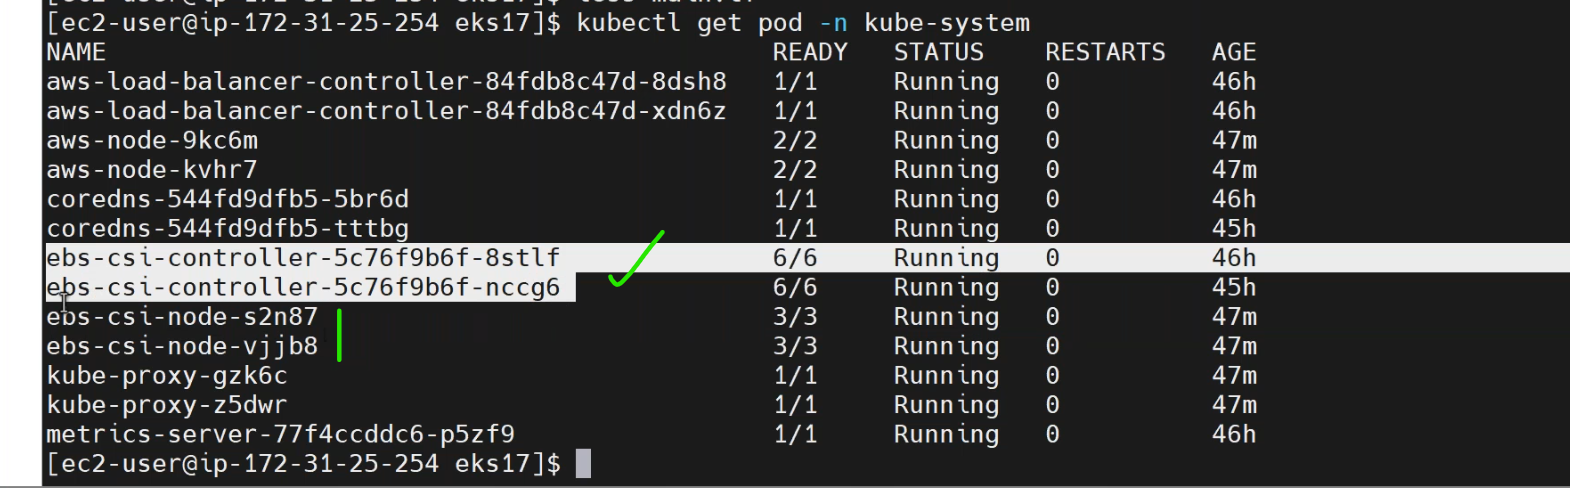 [ec2-user@ip-172-31-25-254 eks17]$ kubectl get pod -n kube-system
NAME READY STATUS RESTARTS AGE
aws-load-balancer-controller-84fdb8c47d-8dsh8 1/1 Running 0 46h
aws-load-balancer-controller-84fdb8c47d-xdn6z 1/1 Running 0 46h
aws-node-9kc6m 2/2 Running 0 47m
aws-node-kvhr7 2/2 Running 0 47m
coredns-544fd9dfb5-5br6d 1/1 Running 0 46h
coredns-544fd9dfb5-tttbg 1/1 Running 0 45h
ebs-csi-controller-5c76f9b6f-8stlf 6/6 Running 0 46h
ebs-csi-controller-5c76f9b6f-nccg6 6/6 Running 0 45h
ebs-csi-node-s2n87 3/3 Running 0 47m
ebs-csi-node-vjjb8 3/3 Running 0 47m
kube-proxy-gzk6c 1/1 Running 0 47m
kube-proxy-z5dwr 1/1 Running 0 47m
metrics-server-77f4ccddc6-p5zf9 1/1 Running 0 46h
[ec2-user@ip-172-31-25-254 eks17]$